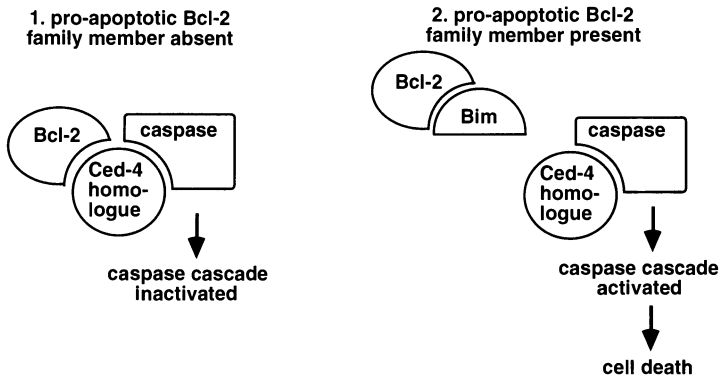 1. pro-apoptotic Bcl-2
family member absent
Bcl-2
caspase
Ced-4
homo-
logue
caspase cascade
inactivated
2. pro-apoptotic Bcl-2
family member present
Bcl-2
Bim
caspase
Ced-4
homo-
logue
caspase cascade
activated
cell death